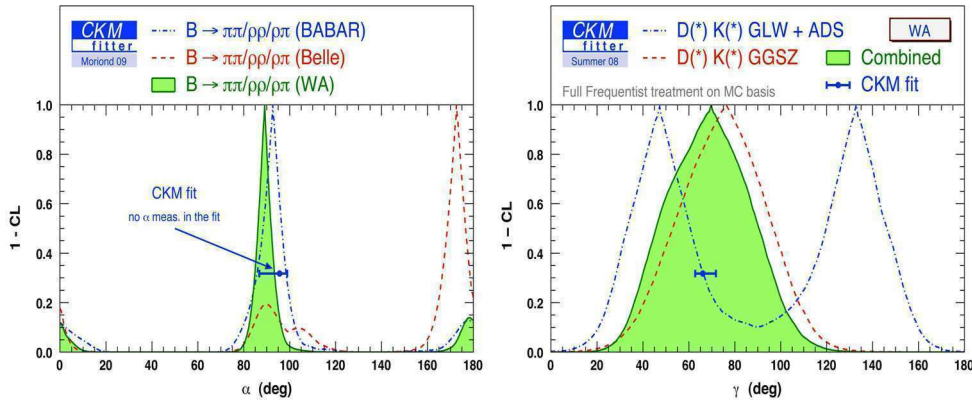 CKM
fitter
Moriond 09
B → ππ/ρρ/ρπ (BABAR)
B → ππ/ρρ/ρπ (Belle)
B → ππ/ρρ/ρπ (WA)
1.0
0.8
0.6
0.4
0.2
0.0
1 - CL
CKM fit
no α meas. in the fit
0 20 40 60 80 100 120 140 160 180
α (deg)
CKM
fitter
Summer 08
D(*) K(*) GLW + ADS
D(*) K(*) GGSZ
WA
Combined
CKM fit
Full Frequentist treatment on MC basis
1.0
0.8
0.6
0.4
0.2
0.0
1 – CL
0 20 40 60 80 100 120 140 160 180
γ (deg)